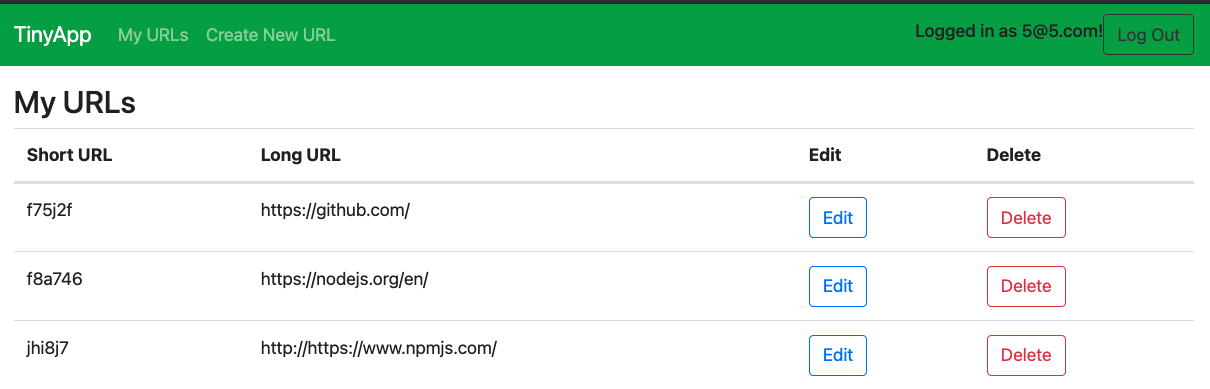 TinyApp My URLs Create New URL Logged in as 5@5.com! Log Out
My URLs
Short URL Long URL Edit Delete
f75j2f https://github.com/ Edit Delete
f8a746 https://nodejs.org/en/ Edit Delete
jhi8j7 http://https://www.npmjs.com/ Edit Delete